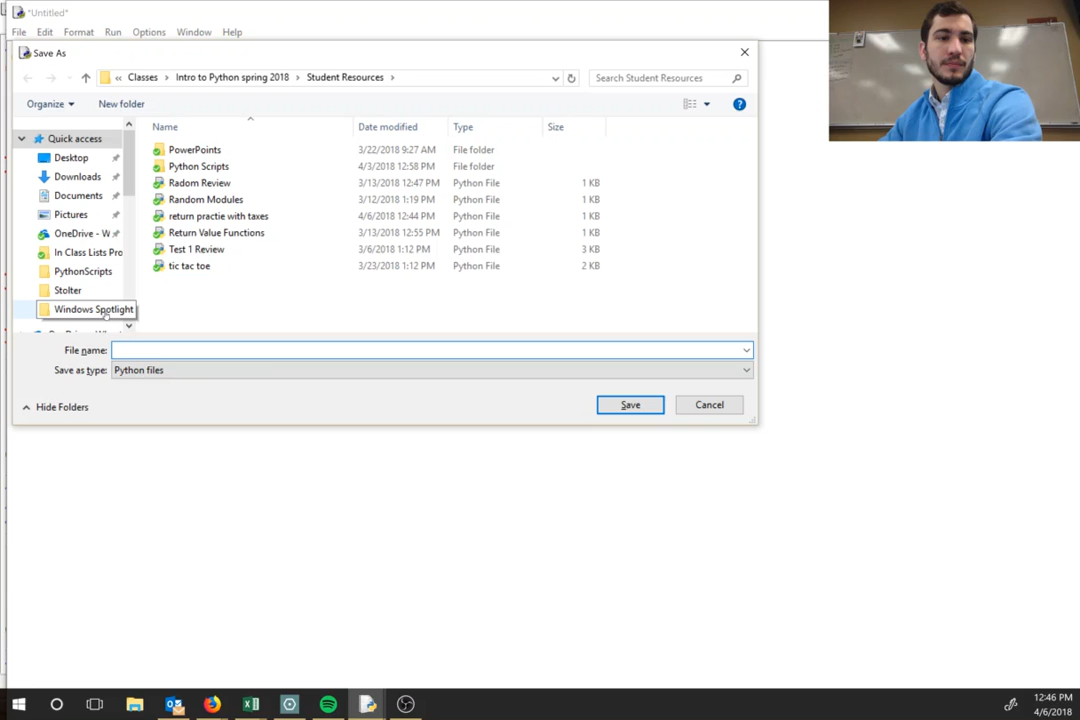 *Untitled*
File Edit Format Run Options Window Help
Save As
« Classes > Intro to Python spring 2018 > Student Resources >
Search Student Resources
Organize New folder
Name Date modified Type Size
Quick access
Desktop
Downloads
Documents
Pictures
OneDrive - W
In Class Lists Pro
PythonScripts
Stolter
Windows Spotlight
PowerPoints 3/22/2018 9:27 AM File folder
Python Scripts 4/3/2018 12:58 PM File folder
Radom Review 3/13/2018 12:47 PM Python File 1 KB
Random Modules 3/12/2018 1:19 PM Python File 1 KB
return practie with taxes 4/6/2018 12:44 PM Python File 1 KB
Return Value Functions 3/13/2018 12:55 PM Python File 1 KB
Test 1 Review 3/6/2018 1:12 PM Python File 3 KB
tic tac toe 3/23/2018 1:12 PM Python File 2 KB
File name:
Save as type: Python files
Hide Folders
Save Cancel
12:46 PM
4/6/2018